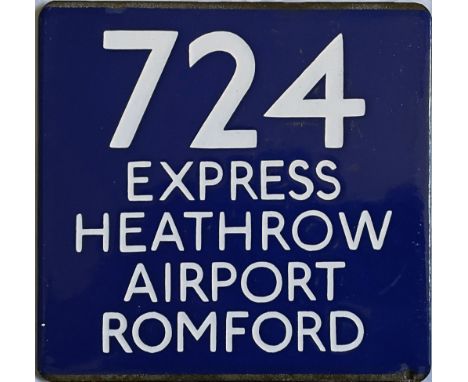 724
EXPRESS
HEATHROW
AIRPORT
ROMFORD